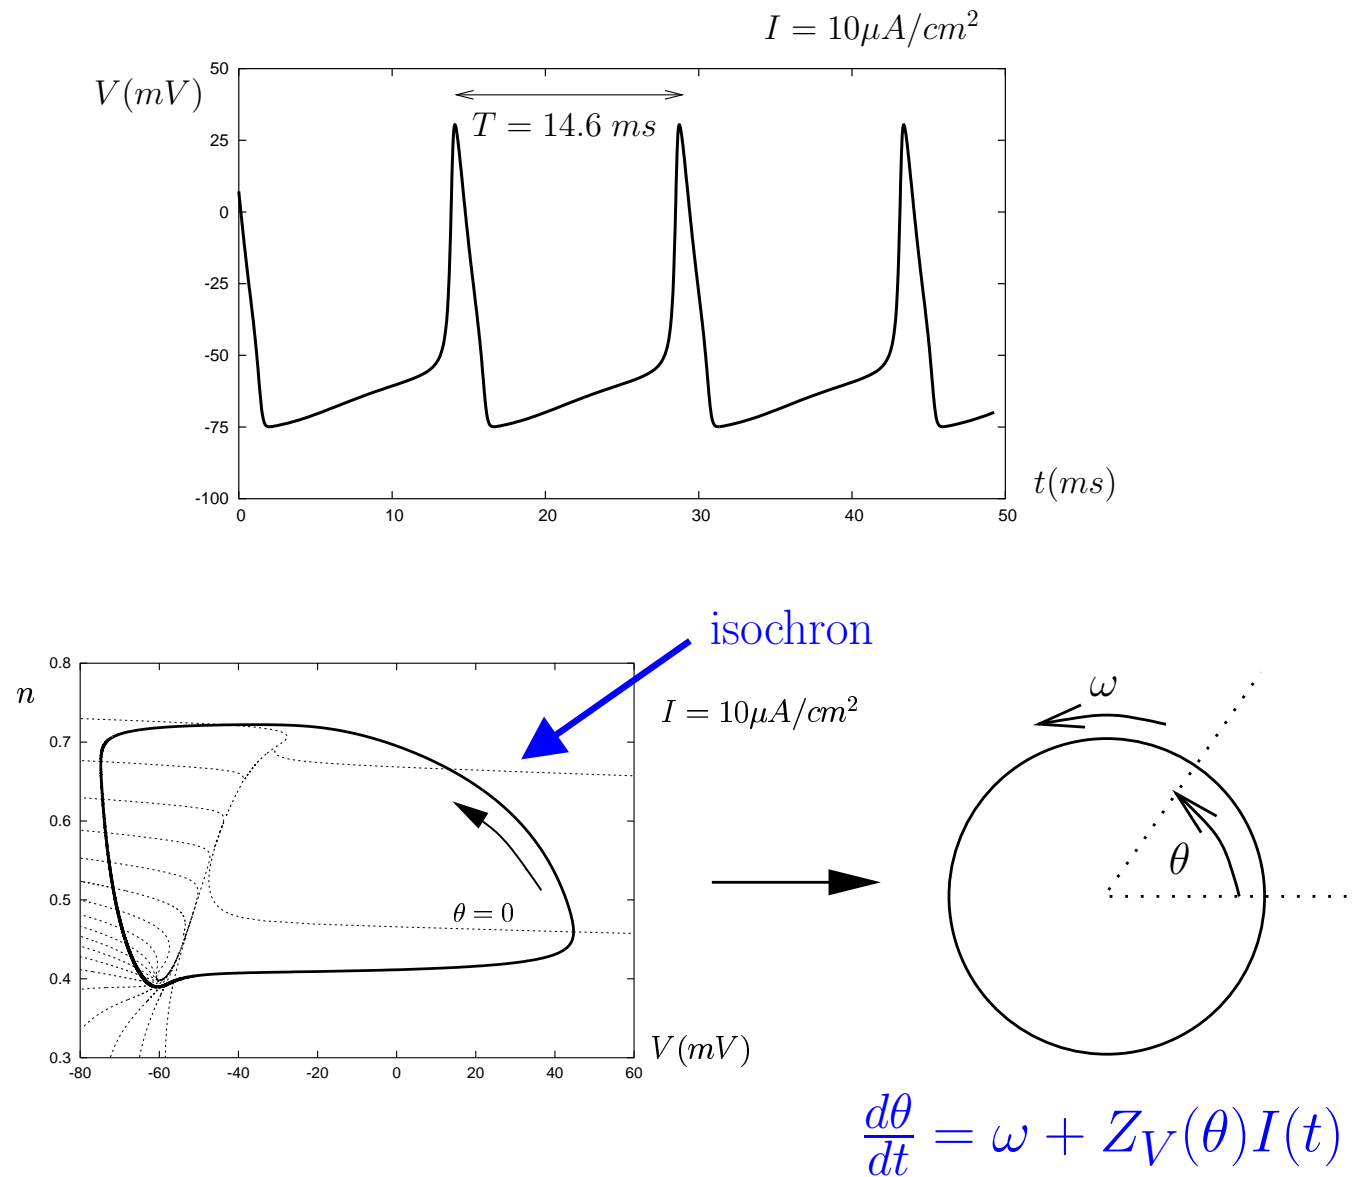 I = 10μA/cm²
V(mV)
50
25
0
-25
-50
-75
-100
T = 14.6 ms
0 10 20 30 40 50
t(ms)
isochron
n
0.8
0.7
0.6
0.5
0.4
0.3
I = 10μA/cm²
θ = 0
-80 -60 -40 -20 0 20 40 60
V(mV)
ω
θ
dθ/dt = ω + Z_V(θ)I(t)